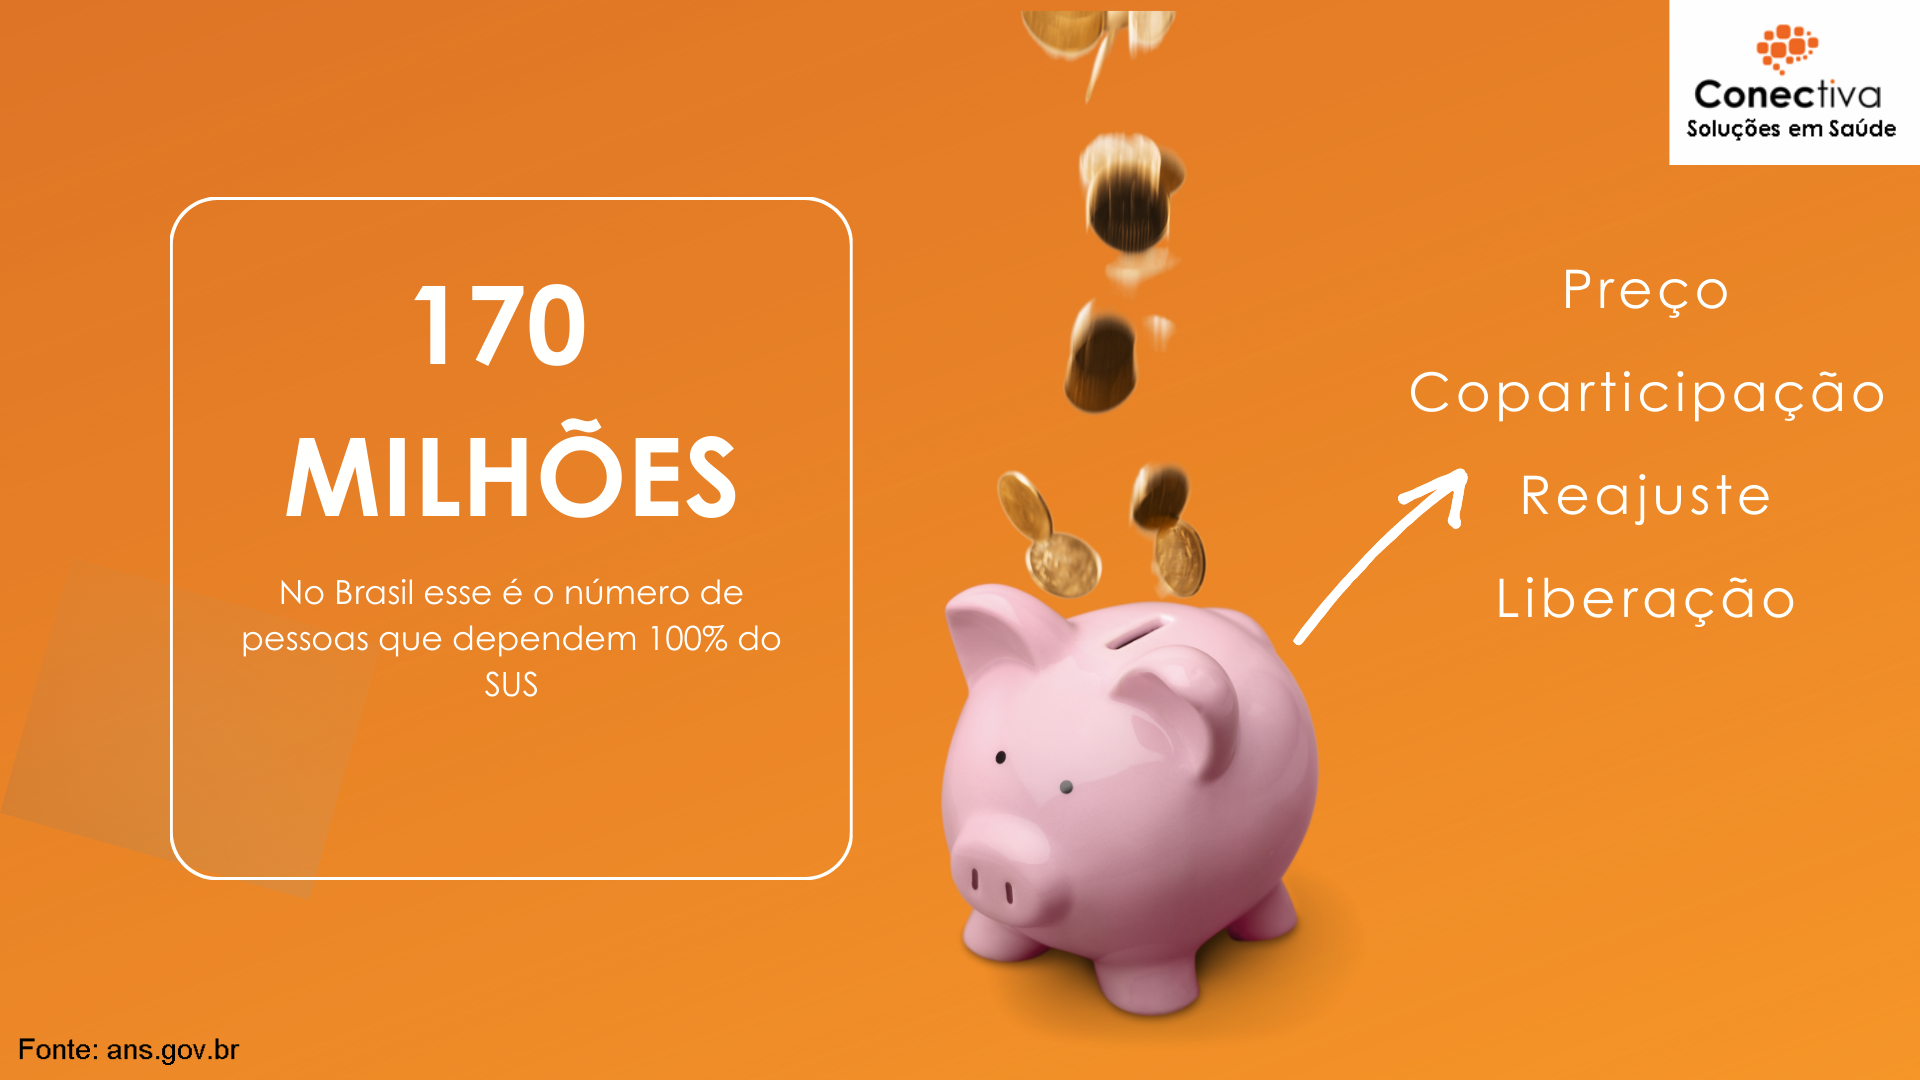 Conectiva
Soluções em Saúde
170
MILHÕES
No Brasil esse é o número de
pessoas que dependem 100% do
SUS
Preço
Coparticipação
Reajuste
Liberação
Fonte: ans.gov.br